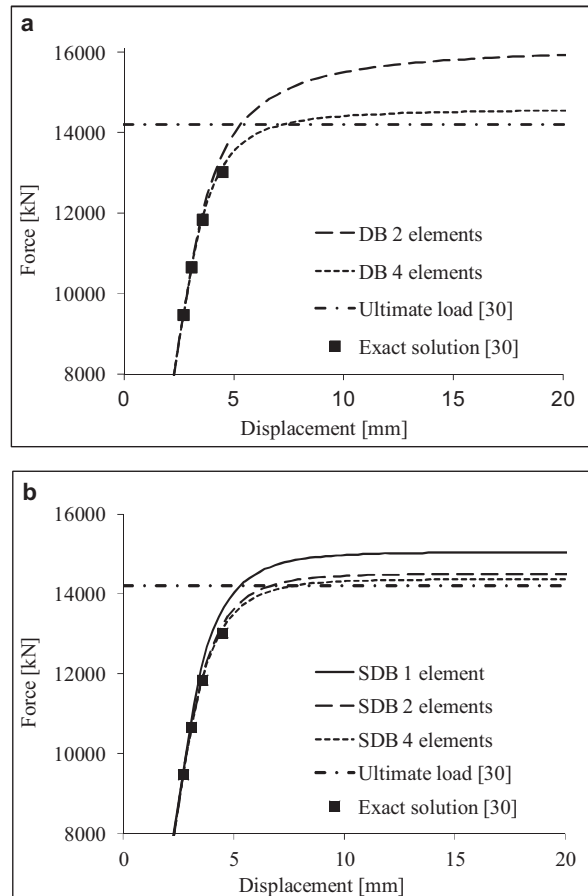 a
16000
14000
12000
10000
8000
Force [kN]
DB 2 elements
DB 4 elements
Ultimate load [30]
Exact solution [30]
0 5 10 15 20
Displacement [mm]
b
16000
14000
12000
10000
8000
Force [kN]
SDB 1 element
SDB 2 elements
SDB 4 elements
Ultimate load [30]
Exact solution [30]
0 5 10 15 20
Displacement [mm]